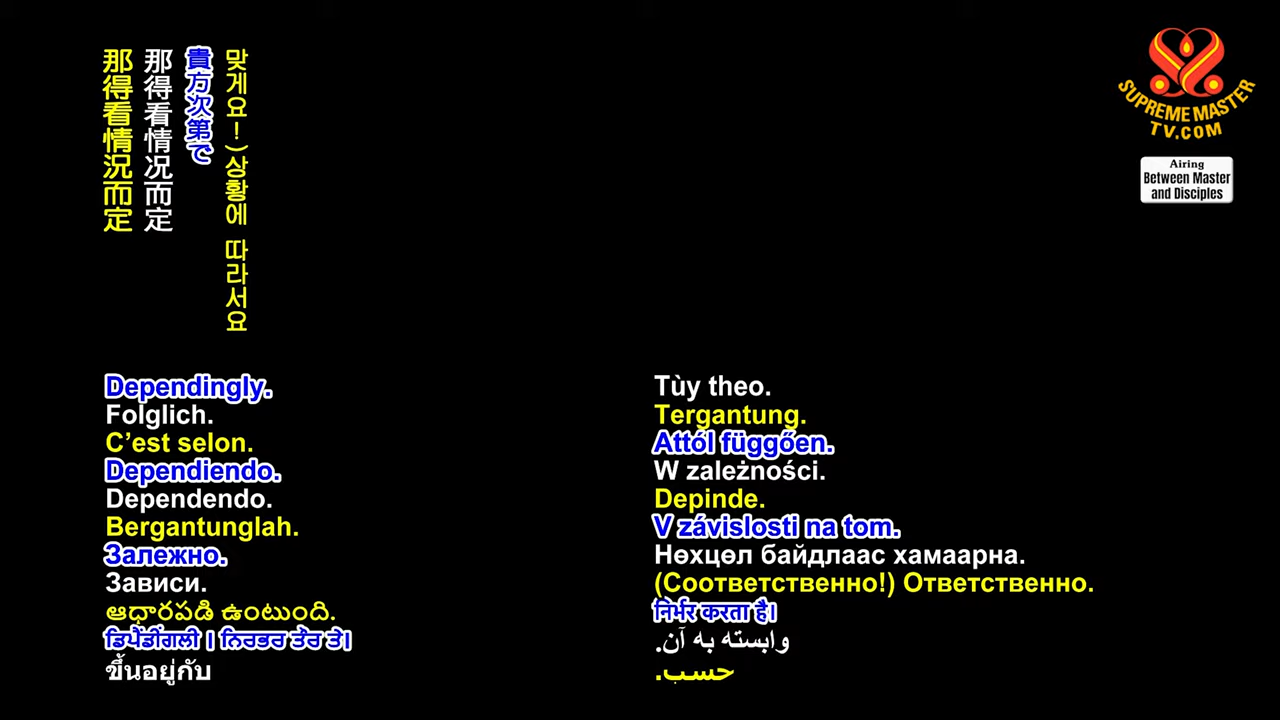 那得看情況而定
那得看情况而定
貴方次第で
맞게요!)상황에 따라서요
SUPREME MASTER
TV.COM
Airing
Between Master
and Disciples
Dependingly.
Folglich.
C’est selon.
Dependiendo.
Dependendo.
Bergantunglah.
Залежно.
Зависи.
ఆధారపడి ఉంటుంది.
ਡਿਪੈਂਡੀਂਗਲੀ। ਨਿਰਭਰ ਤੌਰ ਤੇ।
ขึ้นอยู่กับ
Tùy theo.
Tergantung.
Attól függően.
W zależności.
Depinde.
V závislosti na tom.
Нөхцөл байдлаас хамаарна.
(Соответственно!) Ответственно.
निर्भर करता है।
وابسته به آن.
حسب.